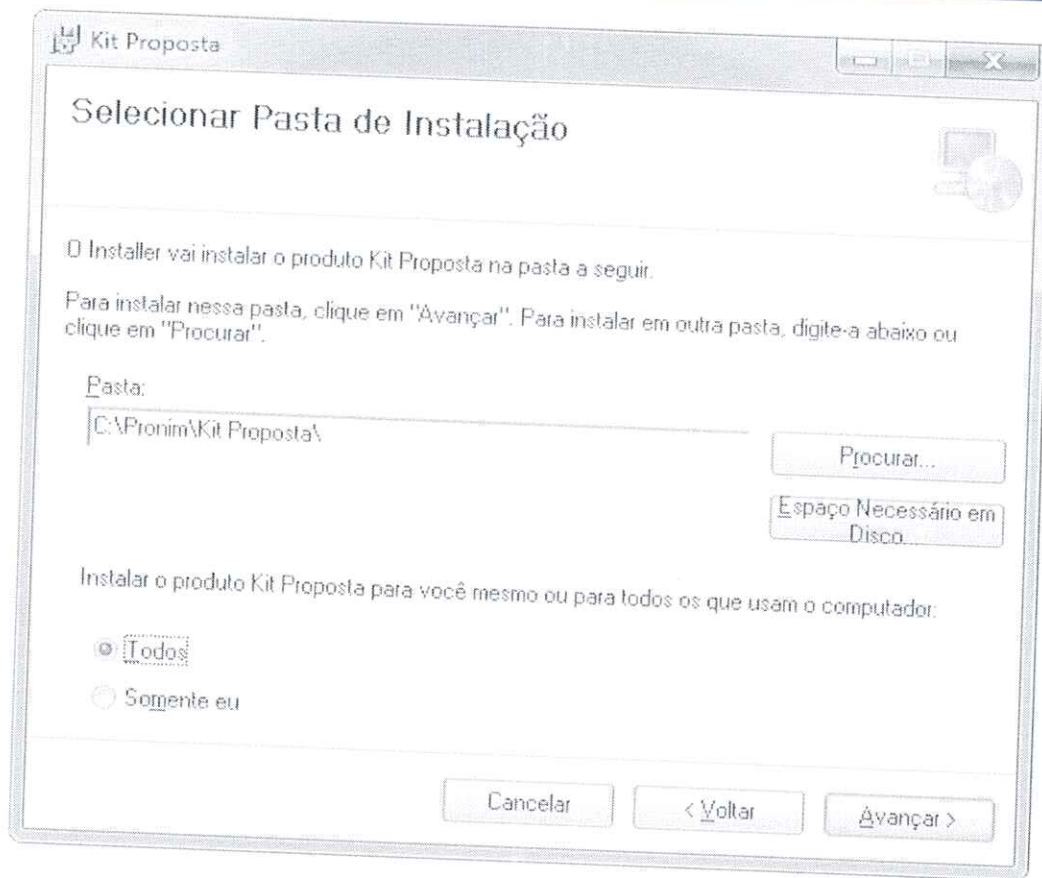 Kit Proposta
Selecionar Pasta de Instalação
O Installer vai instalar o produto Kit Proposta na pasta a seguir.
Para instalar nessa pasta, clique em "Avançar". Para instalar em outra pasta, digite-a abaixo ou
clique em "Procurar".
Pasta:
C:\Pronim\Kit Proposta\
Procurar...
Espaço Necessário em
Disco...
Instalar o produto Kit Proposta para você mesmo ou para todos os que usam o computador:
Todos
Somente eu
Cancelar
< Voltar
Avançar >